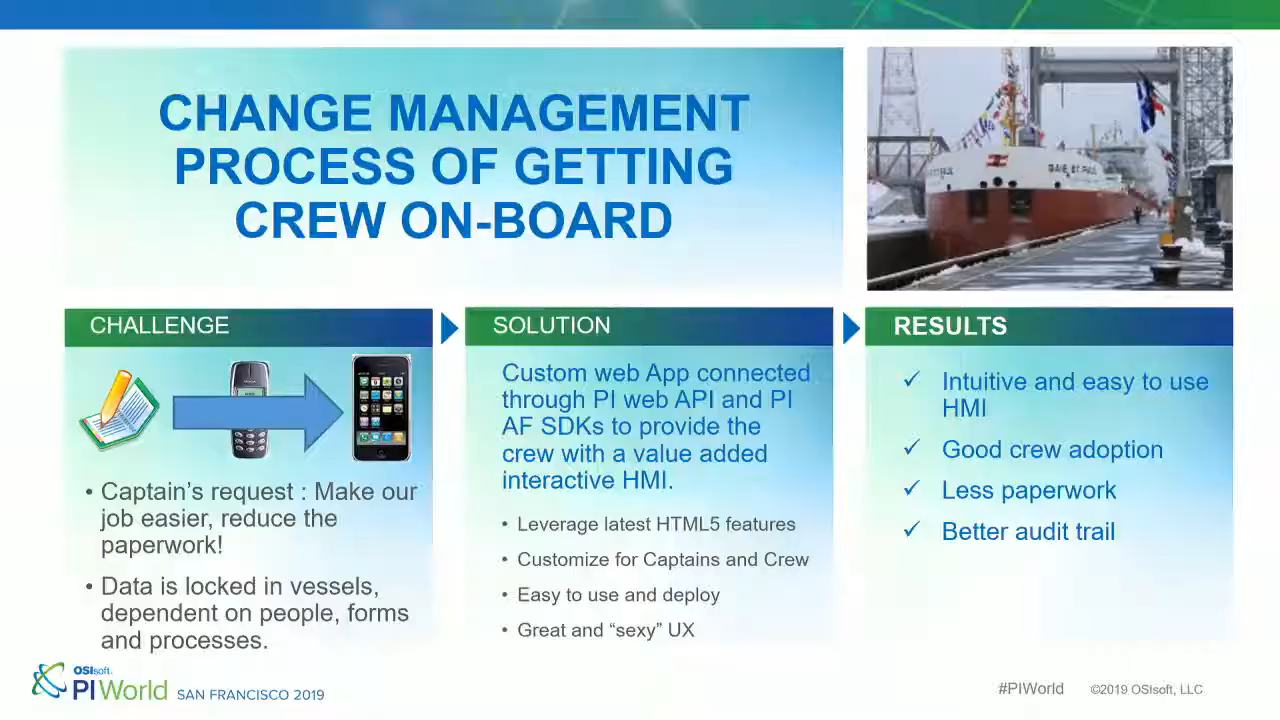 CHANGE MANAGEMENT
PROCESS OF GETTING
CREW ON-BOARD
BAIE ST. PAUL
CHALLENGE
• Captain’s request : Make our
job easier, reduce the
paperwork!
• Data is locked in vessels,
dependent on people, forms
and processes.
SOLUTION
Custom web App connected
through PI web API and PI
AF SDKs to provide the
crew with a value added
interactive HMI.
• Leverage latest HTML5 features
• Customize for Captains and Crew
• Easy to use and deploy
• Great and “sexy” UX
RESULTS
✓ Intuitive and easy to use
HMI
✓ Good crew adoption
✓ Less paperwork
✓ Better audit trail
OSIsoft.
PI World SAN FRANCISCO 2019
#PIWorld ©2019 OSIsoft, LLC